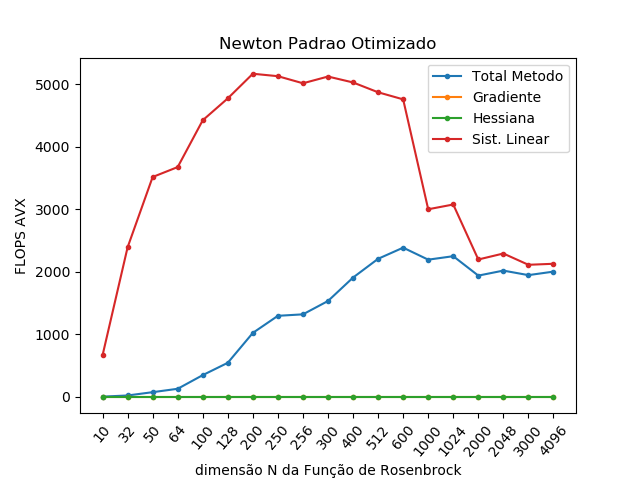 Newton Padrao Otimizado
Total Metodo
Gradiente
Hessiana
Sist. Linear
FLOPS AVX
5000
4000
3000
2000
1000
0
10 32 50 64 100 128 200 250 256 300 400 512 600 1000 1024 2000 2048 3000 4096
dimensão N da Função de Rosenbrock